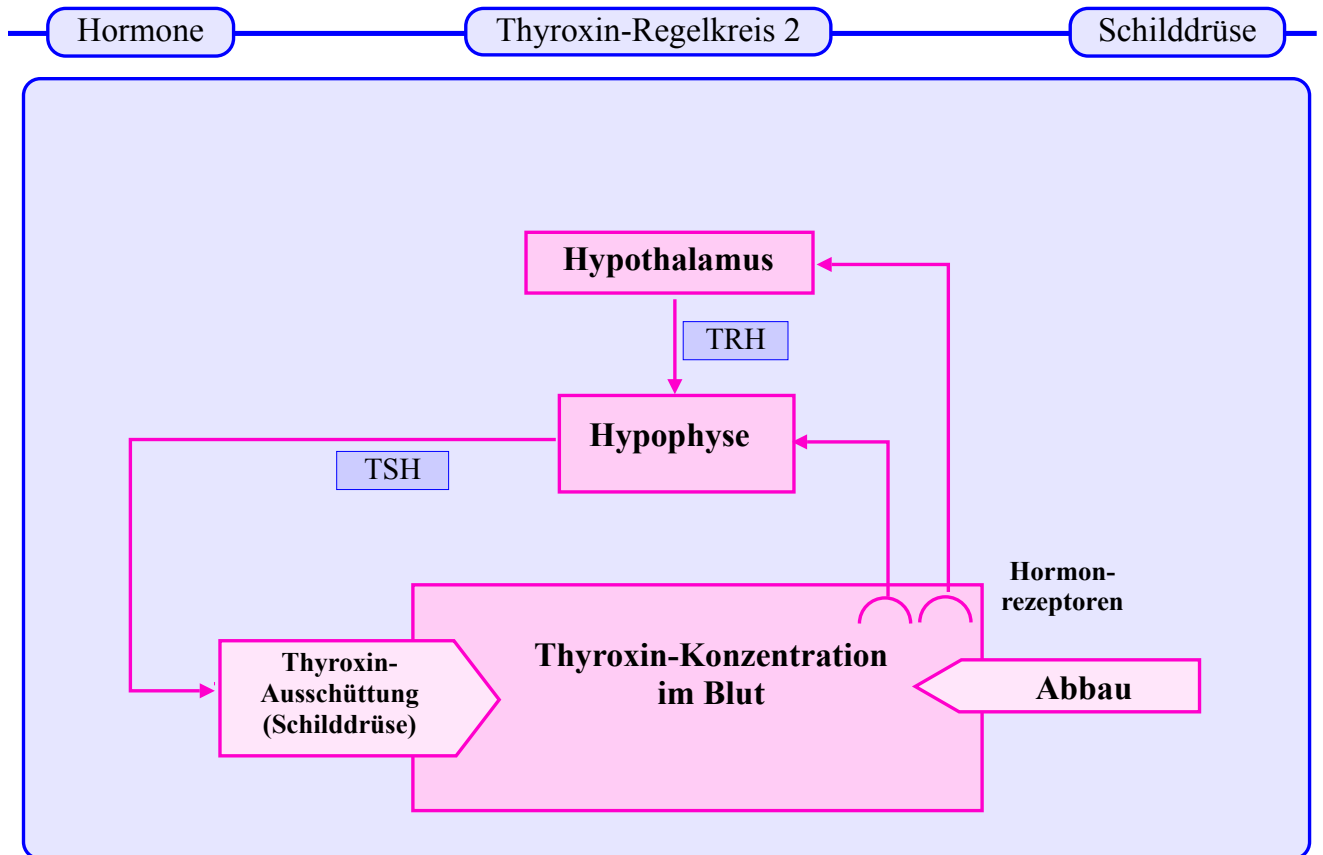 Hormone
Thyroxin-Regelkreis 2
Schilddrüse
Hypothalamus
TRH
Hypophyse
TSH
Hormon-
rezeptoren
Thyroxin-
Ausschüttung
(Schilddrüse)
Thyroxin-Konzentration
im Blut
Abbau